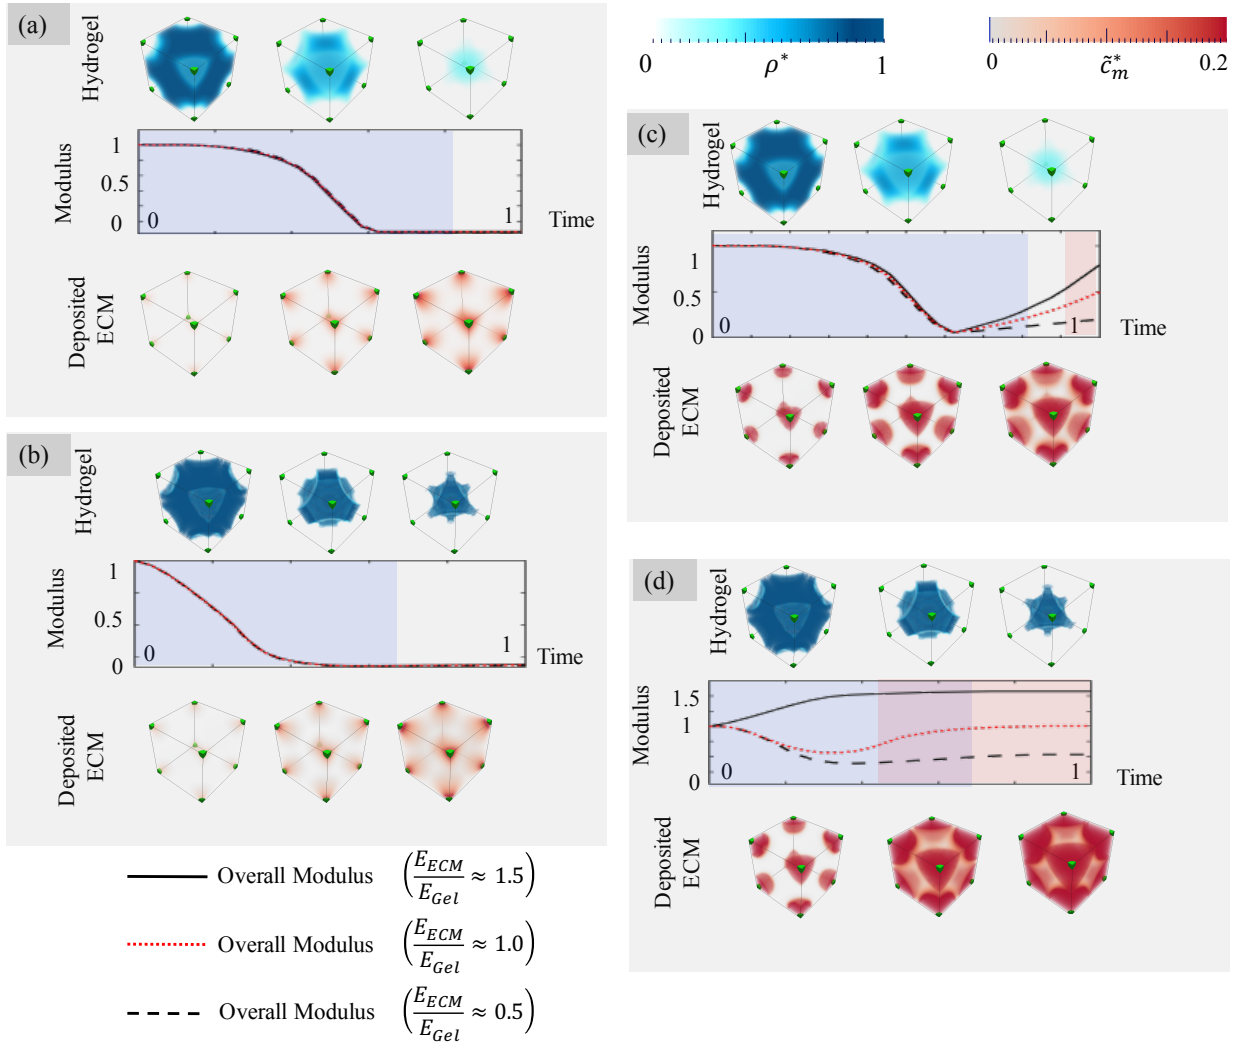 (a)
Hydrogel
Modulus
1
0.5
0
0
1
Time
Deposited
ECM
(b)
Hydrogel
Modulus
1
0.5
0
0
1
Time
Deposited
ECM
0 ρ* 1
0 c̃*ₘ 0.2
(c)
Hydrogel
Modulus
1
0.5
0
0
1
Time
Deposited
ECM
(d)
Hydrogel
Modulus
1.5
1
0
0
1
Time
Deposited
ECM
Overall Modulus (E_ECM/E_Gel ≈ 1.5)
Overall Modulus (E_ECM/E_Gel ≈ 1.0)
Overall Modulus (E_ECM/E_Gel ≈ 0.5)